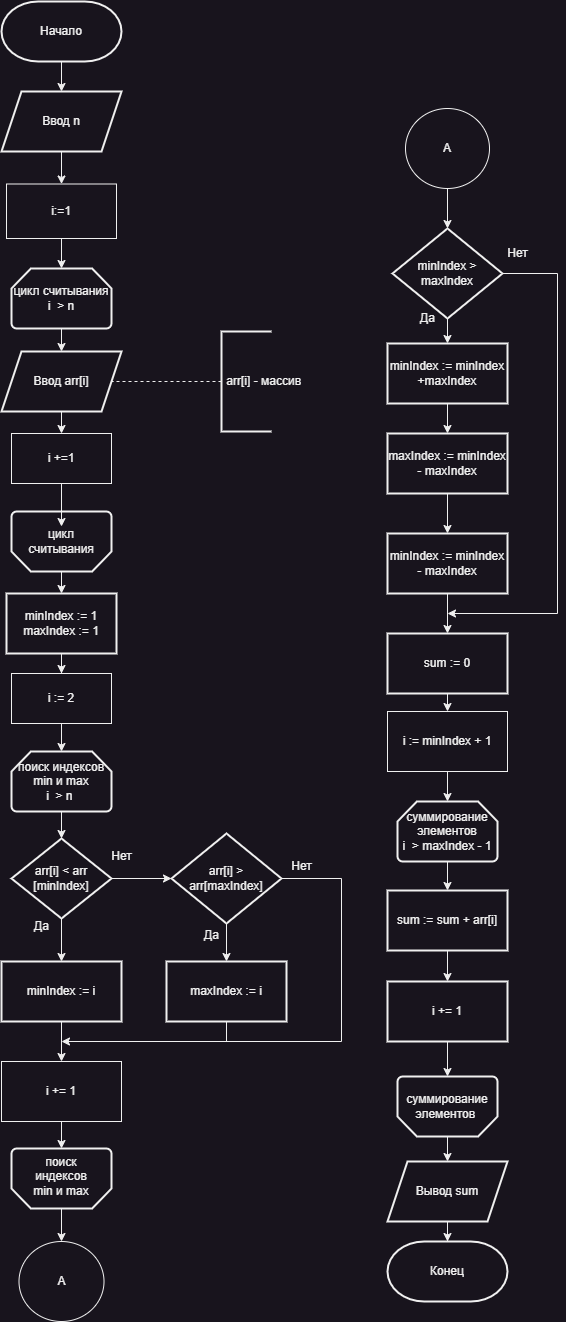 Начало
Ввод n
i:=1
цикл считывания
i > n
Ввод arr[i]
arr[i] - массив
i +=1
цикл
считывания
minIndex := 1
maxIndex := 1
i := 2
поиск индексов
min и max
i > n
arr[i] < arr
[minIndex]
Нет
Да
arr[i] >
arr[maxIndex]
Нет
Да
minIndex := i
maxIndex := i
i += 1
поиск
индексов
min и max
A
A
minIndex >
maxIndex
Нет
Да
minIndex := minIndex
+maxIndex
maxIndex := minIndex
- maxIndex
minIndex := minIndex
- maxIndex
sum := 0
i := minIndex + 1
суммирование
элементов
i > maxIndex - 1
sum := sum + arr[i]
i += 1
суммирование
элементов
Вывод sum
Конец